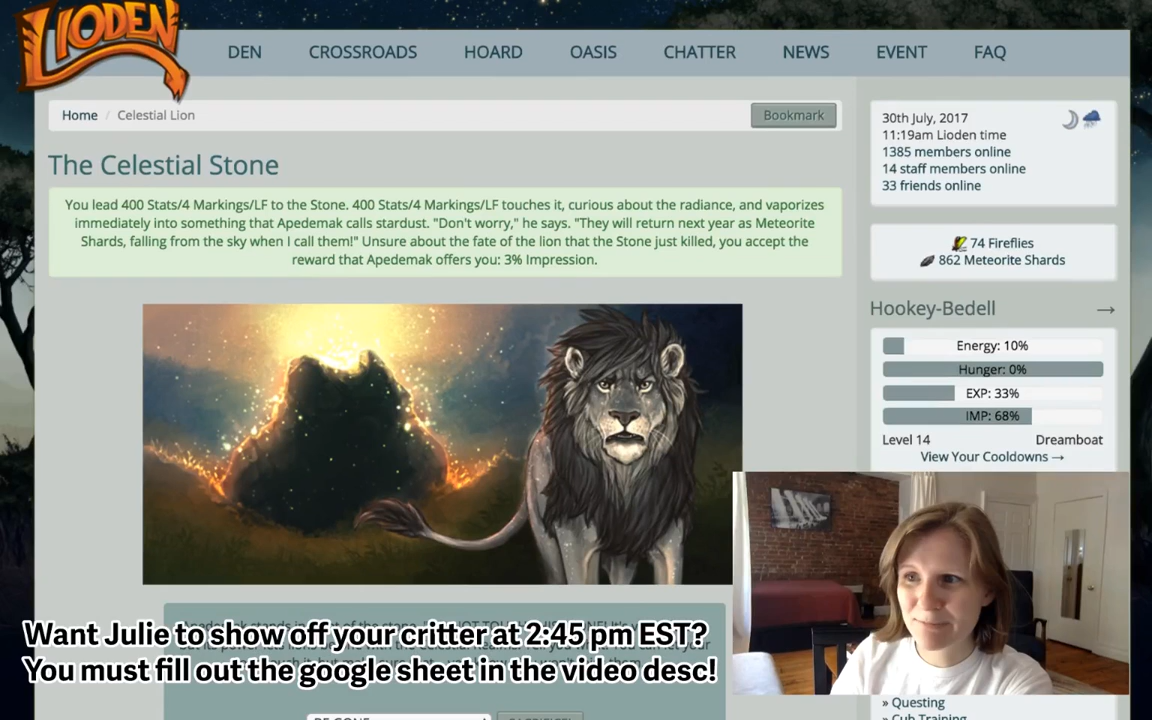 LIODEN
DEN CROSSROADS HOARD OASIS CHATTER NEWS EVENT FAQ
Home / Celestial Lion
Bookmark
The Celestial Stone
You lead 400 Stats/4 Markings/LF to the Stone. 400 Stats/4 Markings/LF touches it, curious about the radiance, and vaporizes
immediately into something that Apedemak calls stardust. "Don't worry," he says. "They will return next year as Meteorite
Shards, falling from the sky when I call them!" Unsure about the fate of the lion that the Stone just killed, you accept the
reward that Apedemak offers you: 3% Impression.
30th July, 2017
11:19am Lioden time
1385 members online
14 staff members online
33 friends online
74 Fireflies
862 Meteorite Shards
Hookey-Bedell →
Energy: 10%
Hunger: 0%
EXP: 33%
IMP: 68%
Level 14 Dreamboat
View Your Cooldowns →
Want Julie to show off your critter at 2:45 pm EST?
You must fill out the google sheet in the video desc!
» Questing
» Cub Training